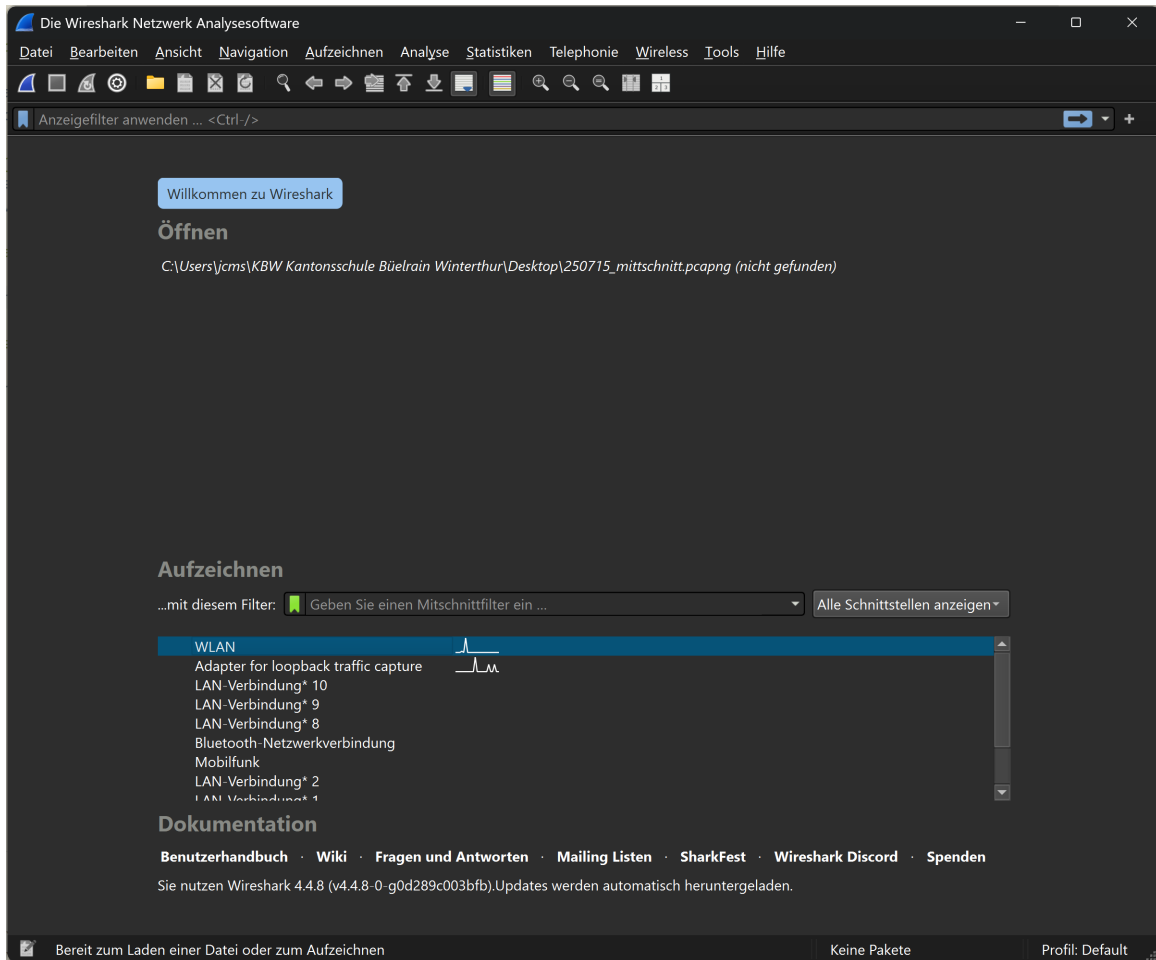 Die Wireshark Netzwerk Analysesoftware
Datei Bearbeiten Ansicht Navigation Aufzeichnen Analyse Statistiken Telephonie Wireless Tools Hilfe
Anzeigefilter anwenden ... <Ctrl-/>
Willkommen zu Wireshark
Öffnen
C:\Users\jcms\KBW Kantonsschule Büelrain Winterthur\Desktop\250715_mittschnitt.pcapng (nicht gefunden)
Aufzeichnen
...mit diesem Filter: Geben Sie einen Mitschnittfilter ein ... Alle Schnittstellen anzeigen
WLAN
Adapter for loopback traffic capture
LAN-Verbindung* 10
LAN-Verbindung* 9
LAN-Verbindung* 8
Bluetooth-Netzwerkverbindung
Mobilfunk
LAN-Verbindung* 2
LAN-Verbindung* 1
Dokumentation
Benutzerhandbuch · Wiki · Fragen und Antworten · Mailing Listen · SharkFest · Wireshark Discord · Spenden
Sie nutzen Wireshark 4.4.8 (v4.4.8-0-g0d289c003bfb).Updates werden automatisch heruntergeladen.
Bereit zum Laden einer Datei oder zum Aufzeichnen Keine Pakete Profil: Default